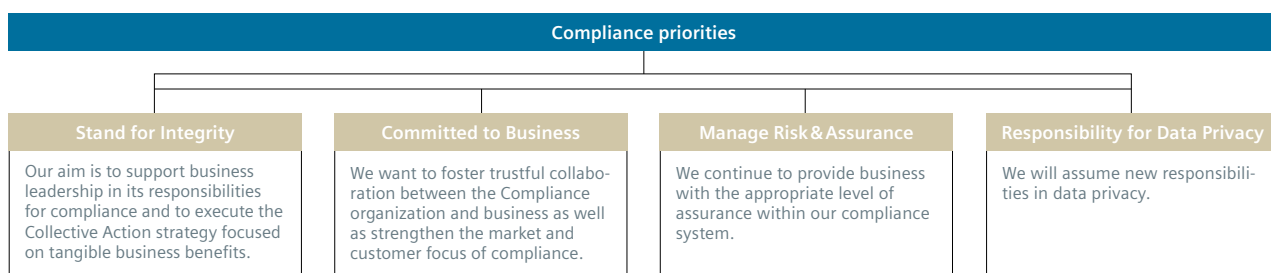 Compliance priorities
Stand for Integrity
Our aim is to support business
leadership in its responsibilities
for compliance and to execute the
Collective Action strategy focused
on tangible business benefits.
Committed to Business
We want to foster trustful collabo-
ration between the Compliance
organization and business as well
as strengthen the market and
customer focus of compliance.
Manage Risk & Assurance
We continue to provide business
with the appropriate level of
assurance within our compliance
system.
Responsibility for Data Privacy
We will assume new responsibili-
ties in data privacy.